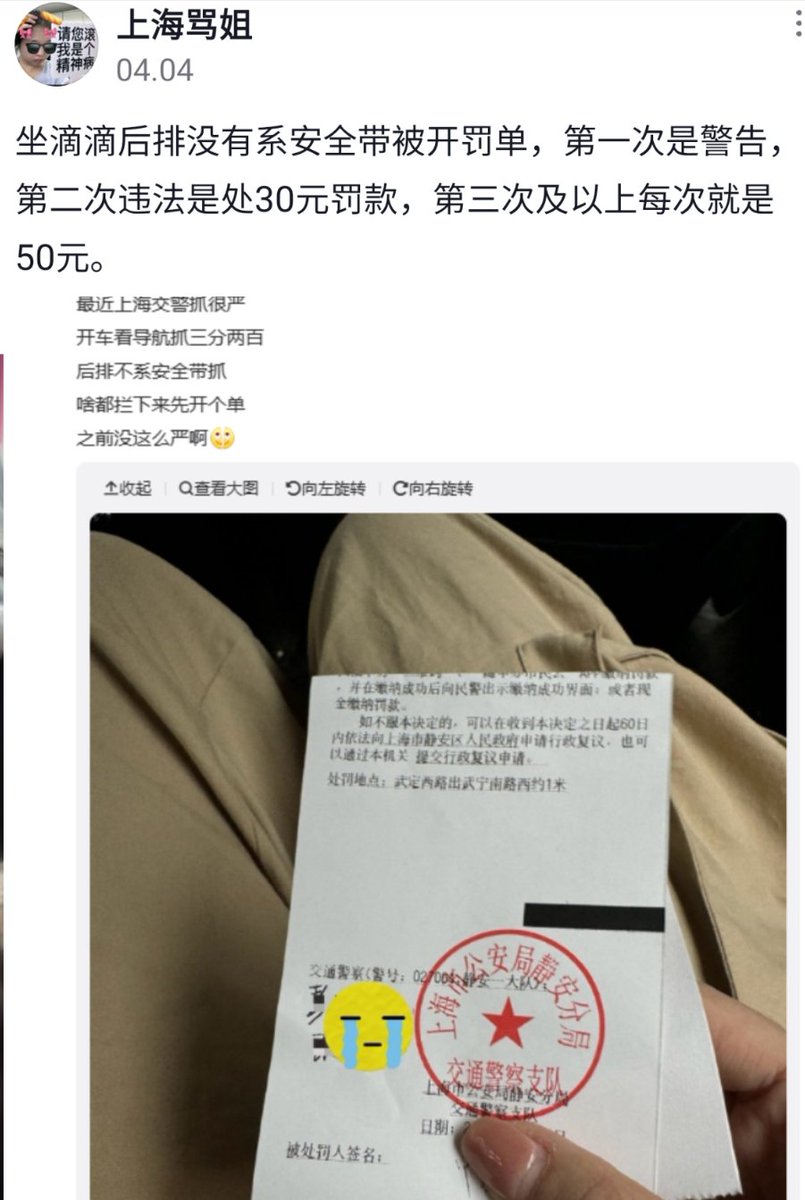 请您滚
我是个
精神病
上海骂姐
04.04
坐滴滴后排没有系安全带被开罚单，第一次是警告，
第二次违法是处30元罚款，第三次及以上每次就是
50元。
最近上海交警抓很严
开车看导航抓三分两百
后排不系安全带抓
啥都拦下来先开个单
之前没这么严啊
收起
查看大图
向左旋转
向右旋转
，并在缴纳成功后向民警出示缴纳成功界面；或者现
金缴纳罚款。
如不服本决定的，可以在收到本决定之日起60日
内依法向上海市静安区人民政府申请行政复议，也可
以通过本机关 提交行政复议申请。
处罚地点：武定西路出武宁南路西约1米
交通警察(警号：
静安一大队)：
上海市公安局静安分局
交通警察支队
上海市公安局静安分局
交通警察支队
日期：2
被处罚人签名：